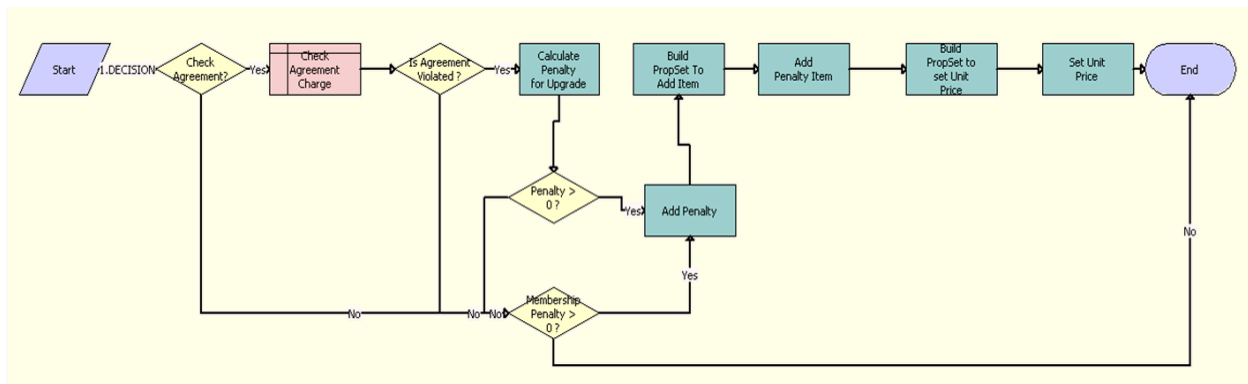 Start
1.DECISION
Check
Agreement?
Yes
Check
Agreement
Charge
Is Agreement
Violated ?
Yes
Calculate
Penalty
for Upgrade
Build
PropSet To
Add Item
Add
Penalty Item
Build
PropSet to
set Unit
Price
Set Unit
Price
End
Penalty >
0 ?
Yes
Add Penalty
No
Yes
No
No
No
Membership
Penalty >
0 ?